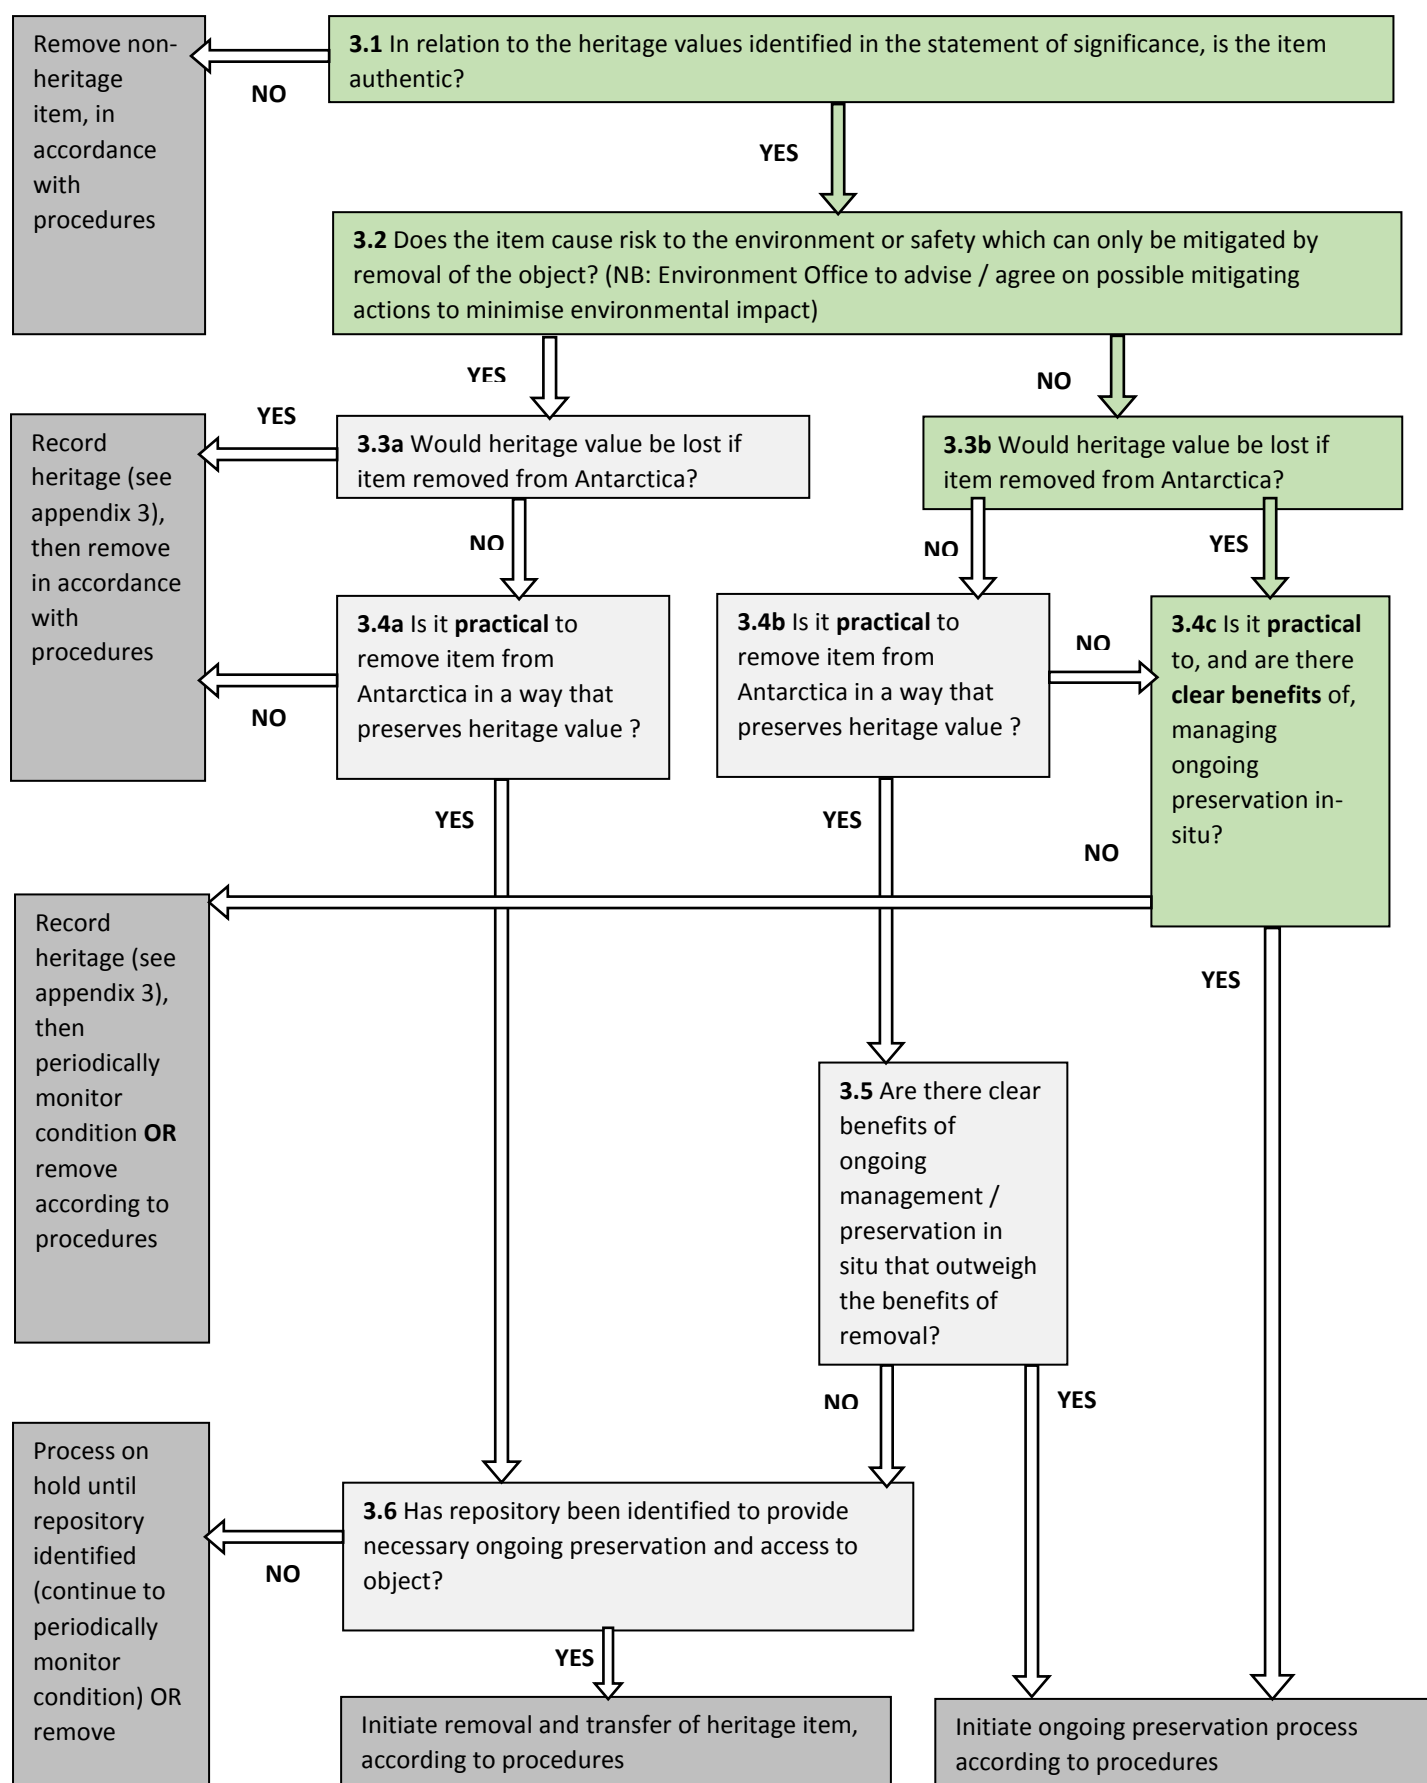 Remove non-
heritage
item, in
accordance
with
procedures
NO
3.1 In relation to the heritage values identified in the statement of significance, is the item
authentic?
YES
3.2 Does the item cause risk to the environment or safety which can only be mitigated by
removal of the object? (NB: Environment Office to advise / agree on possible mitigating
actions to minimise environmental impact)
YES
NO
YES
Record
heritage (see
appendix 3),
then remove
in accordance
with
procedures
3.3a Would heritage value be lost if
item removed from Antarctica?
3.3b Would heritage value be lost if
item removed from Antarctica?
NO
NO
YES
3.4a Is it practical to
remove item from
Antarctica in a way that
preserves heritage value ?
NO
3.4b Is it practical to
remove item from
Antarctica in a way that
preserves heritage value ?
NO
3.4c Is it practical
to, and are there
clear benefits of,
managing
ongoing
preservation in-
situ?
YES
YES
NO
Record
heritage (see
appendix 3),
then
periodically
monitor
condition OR
remove
according to
procedures
YES
3.5 Are there clear
benefits of
ongoing
management /
preservation in
situ that outweigh
the benefits of
removal?
NO
YES
Process on
hold until
repository
identified
(continue to
periodically
monitor
condition) OR
remove
NO
3.6 Has repository been identified to provide
necessary ongoing preservation and access to
object?
YES
Initiate removal and transfer of heritage item,
according to procedures
Initiate ongoing preservation process
according to procedures